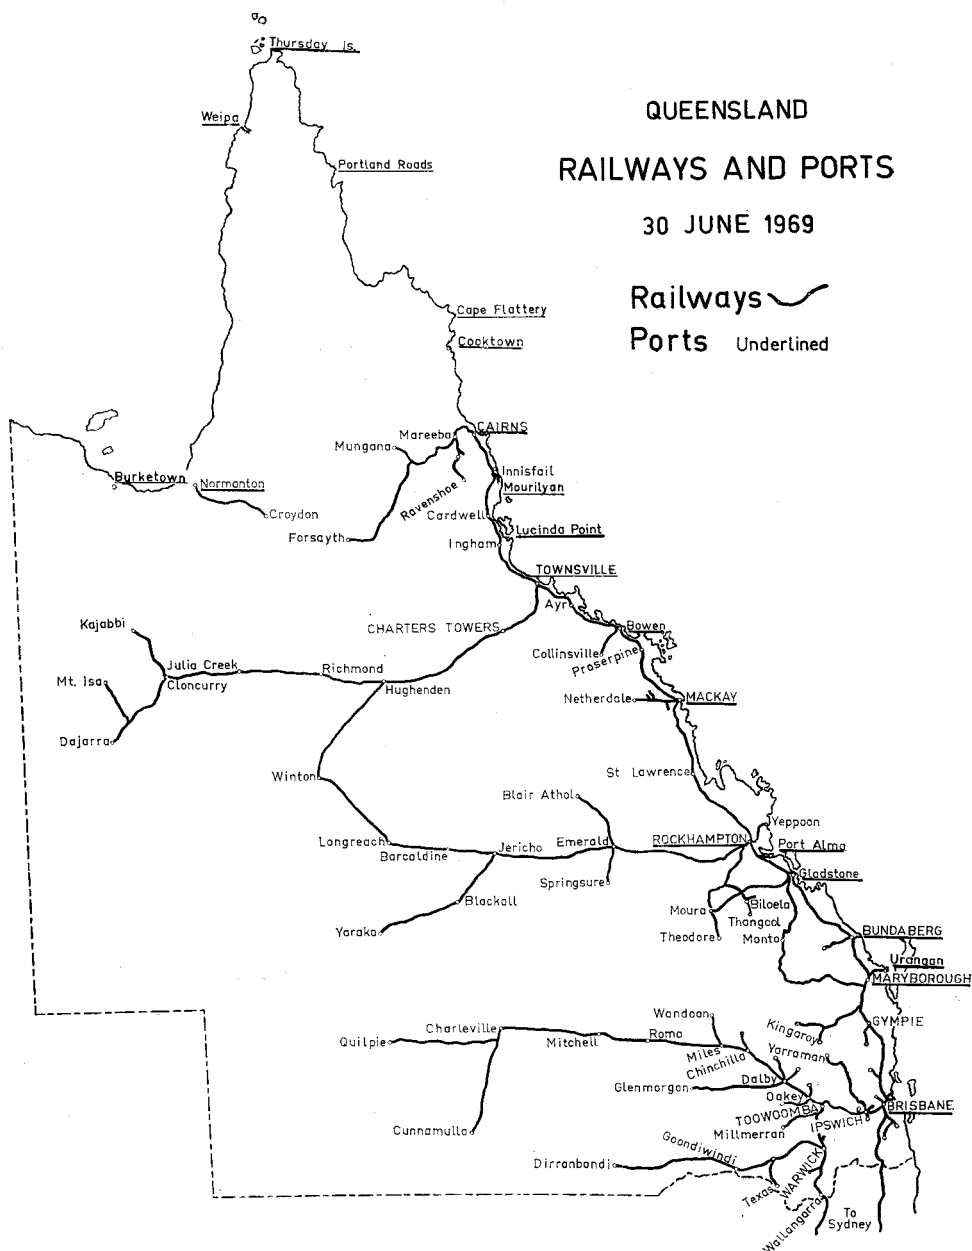 Thursday Is.
Weipa
QUEENSLAND
Portland Roads
RAILWAYS AND PORTS
30 JUNE 1969
Railways
Ports Underlined
Cape Flattery
Cooktown
CAIRNS
Mareeba
Mungana
Innisfail
Burketown
Normanton
Mourilyan
Ravenshoe
Croydon
Cardwell
Lucinda Point
Forsayth
Ingham
TOWNSVILLE
Ayr
Kajabbi
CHARTERS TOWERS
Bowen
Collinsville
Proserpine
Julia Creek
Richmond
Mt. Isa
Cloncurry
Hughenden
Netherdale
MACKAY
Dajarra
Winton
St Lawrence
Blair Athol
Yeppoon
Longreach
Barcaldine
Jericho
Emerald
ROCKHAMPTON
Port Alma
Gladstone
Springsure
Blackall
Moura
Biloela
Thangool
Yaraka
Theodore
Monto
BUNDABERG
Urangan
MARYBOROUGH
Wandoan
Charleville
Kingaroy
GYMPIE
Quilpie
Mitchell
Roma
Miles
Chinchilla
Yarraman
Glenmorgan
Dalby
Oakey
BRISBANE
TOOWOOMBA
IPSWICH
Cunnamulla
Millmerran
Goondiwindi
Dirranbandi
WARWICK
Texas
Wallangarra
To
Sydney